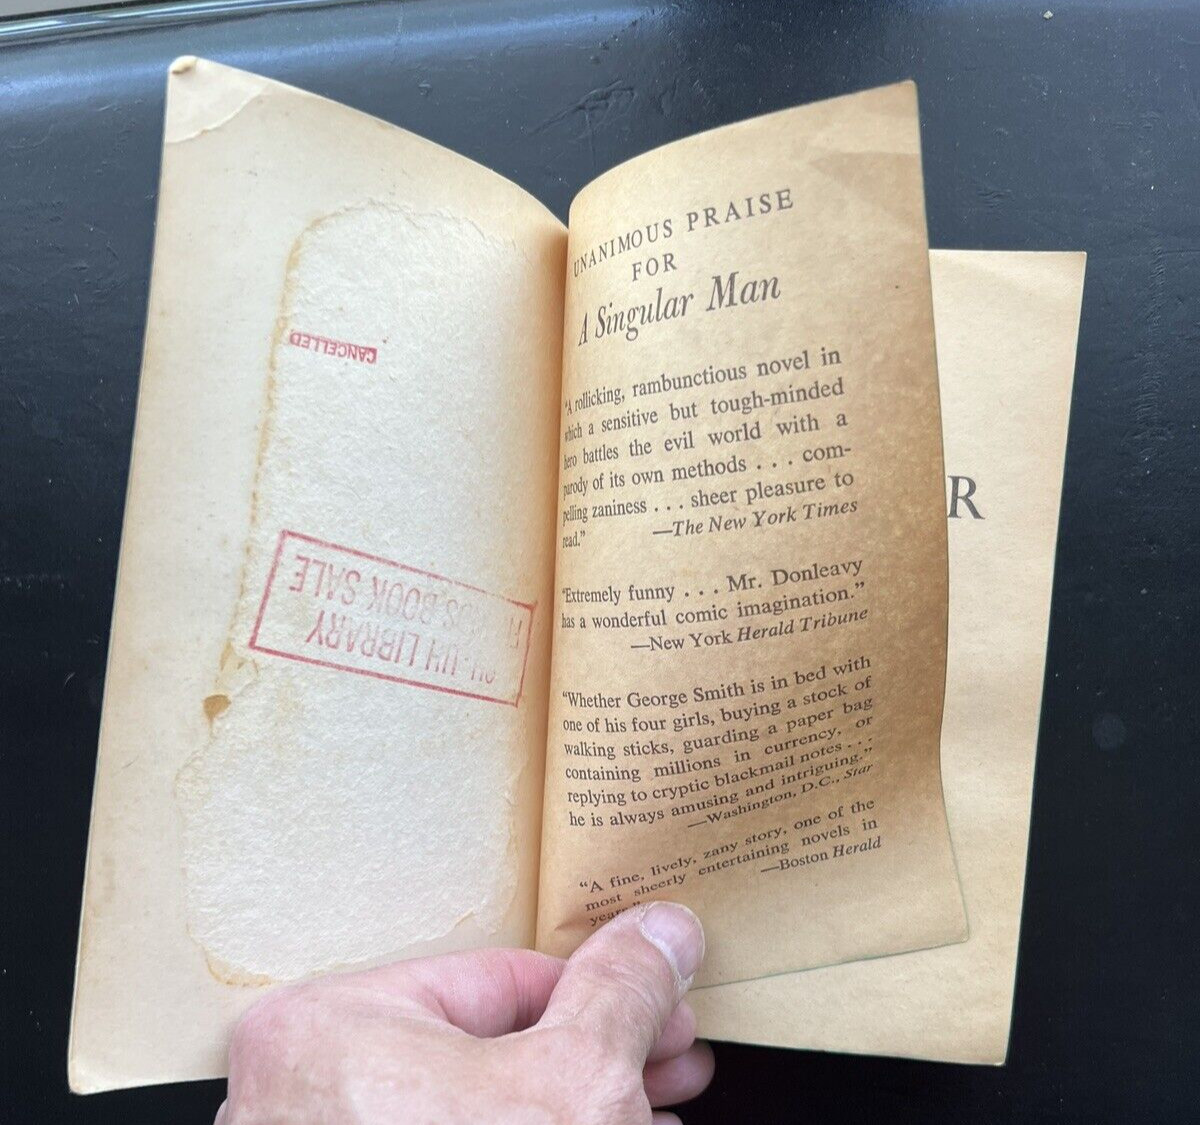 CANCELLED
LIBRARY
BOOK SALE
UNANIMOUS PRAISE
FOR
A Singular Man
"A rollicking, rambunctious novel in
which a sensitive but tough-minded
hero battles the evil world with a
parody of its own methods . . . com-
pelling zaniness . . . sheer pleasure to
read."
—The New York Times
"Extremely funny . . . Mr. Donleavy
has a wonderful comic imagination."
—New York Herald Tribune
"Whether George Smith is in bed with
one of his four girls, buying a stock of
walking sticks, guarding a paper bag
containing millions in currency, or
replying to cryptic blackmail notes . . .
he is always amusing and intriguing."
—Washington, D.C., Star
"A fine, lively, zany story, one of the
most sheerly entertaining novels in
years."
—Boston Herald
R